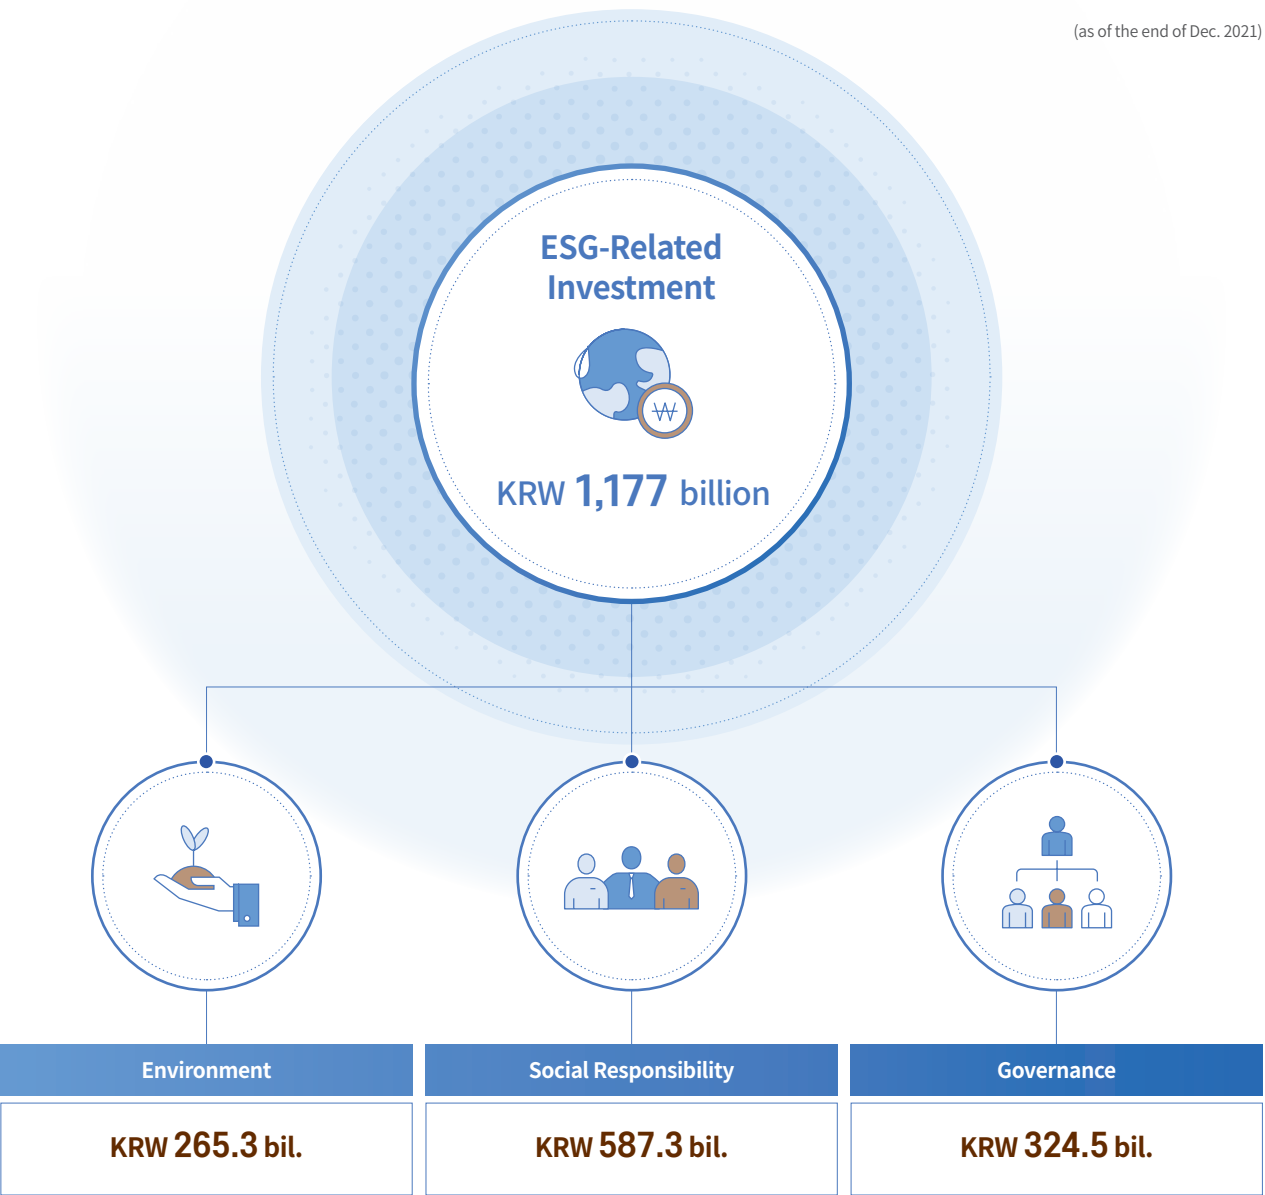 (as of the end of Dec. 2021)
ESG-Related
Investment
₩
KRW 1,177 billion
Environment
Social Responsibility
Governance
KRW 265.3 bil.
KRW 587.3 bil.
KRW 324.5 bil.